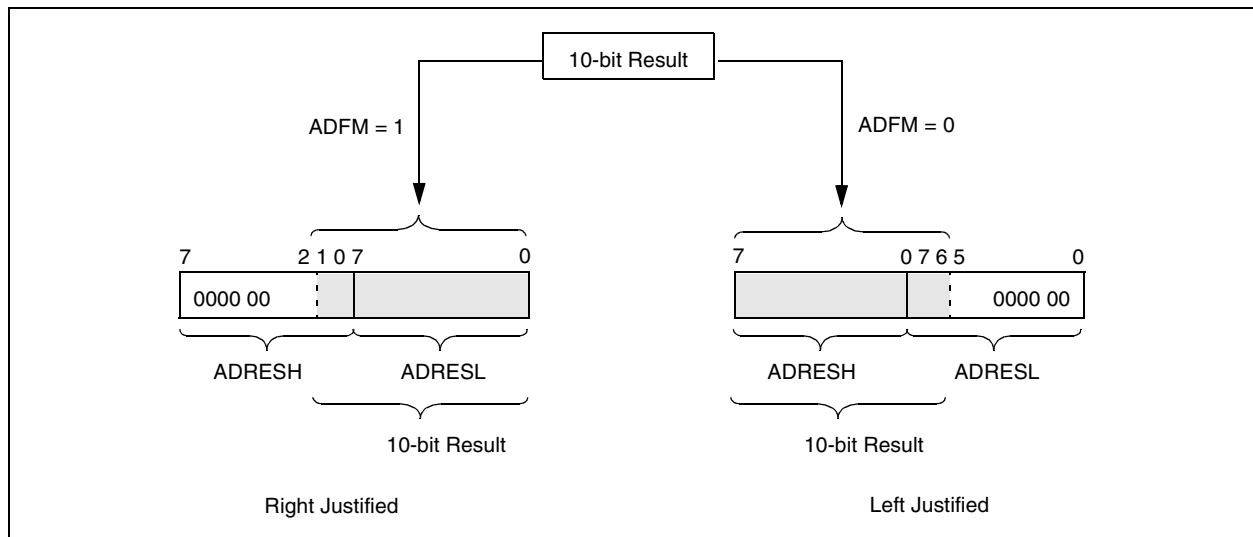 10-bit Result
ADFM = 1
ADFM = 0
7 2 1 0 7 0
7 0 7 6 5 0
0000 00
0000 00
ADRESH ADRESL
ADRESH ADRESL
10-bit Result
10-bit Result
Right Justified
Left Justified